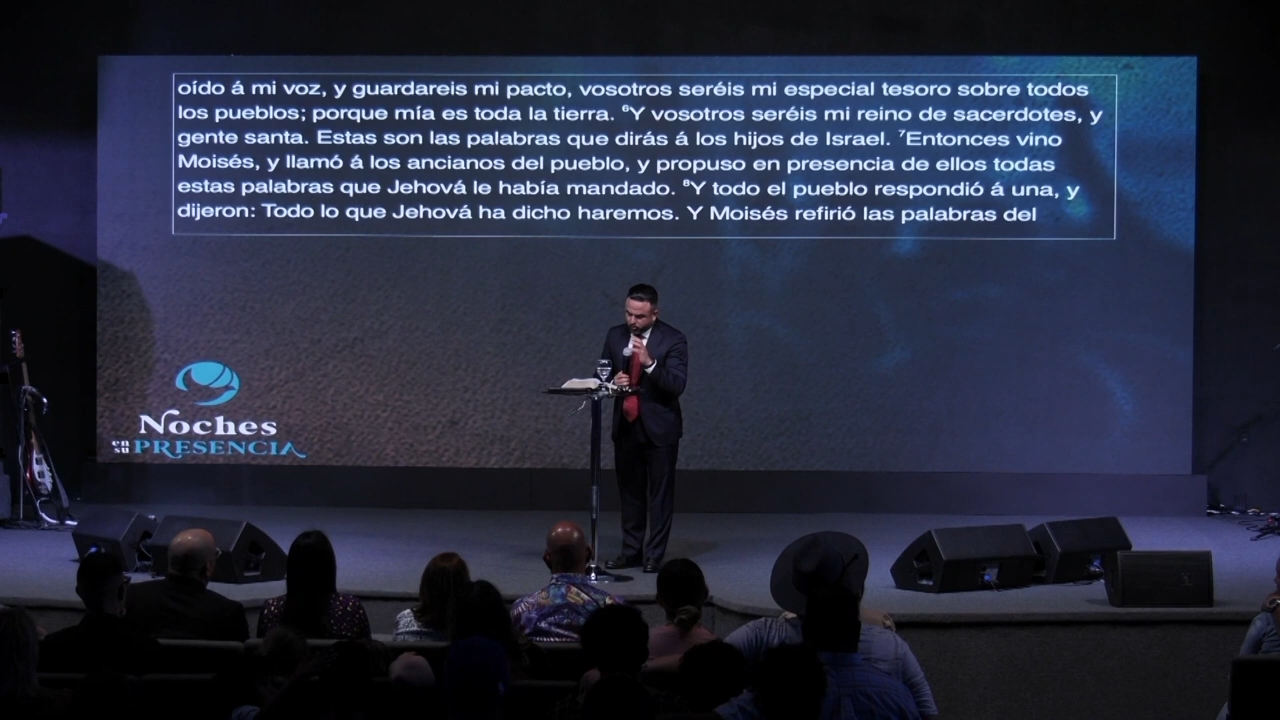 oído á mi voz, y guardareis mi pacto, vosotros seréis mi especial tesoro sobre todos
los pueblos; porque mía es toda la tierra. ⁶Y vosotros seréis mi reino de sacerdotes, y
gente santa. Estas son las palabras que dirás á los hijos de Israel. ⁷Entonces vino
Moisés, y llamó á los ancianos del pueblo, y propuso en presencia de ellos todas
estas palabras que Jehová le había mandado. ⁸Y todo el pueblo respondió á una, y
dijeron: Todo lo que Jehová ha dicho haremos. Y Moisés refirió las palabras del
Noches
en su PRESENCIA